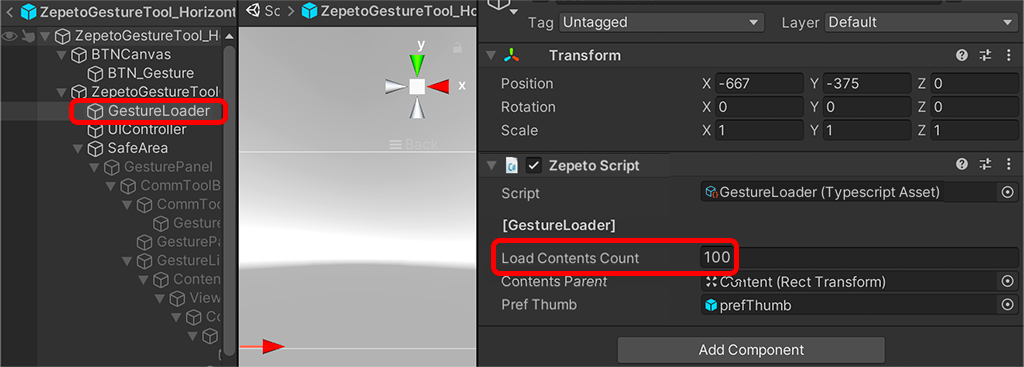 ZepetoGestureTool_Horizont
ZepetoGestureTool_Ho
BTNCanvas
BTN_Gesture
ZepetoGestureTool
GestureLoader
UIController
SafeArea
GesturePanel
CommToolB
CommToo
Gesture
GesturePa
GestureLi
Conten
View
Co
Sc
ZepetoGestureTool_Ho
y
x
Back
Tag Untagged Layer Default
Transform
Position X -667 Y -375 Z 0
Rotation X 0 Y 0 Z 0
Scale X 1 Y 1 Z 1
Zepeto Script
Script GestureLoader (Typescript Asset)
[GestureLoader]
Load Contents Count 100
Contents Parent Content (Rect Transform)
Pref Thumb prefThumb
Add Component